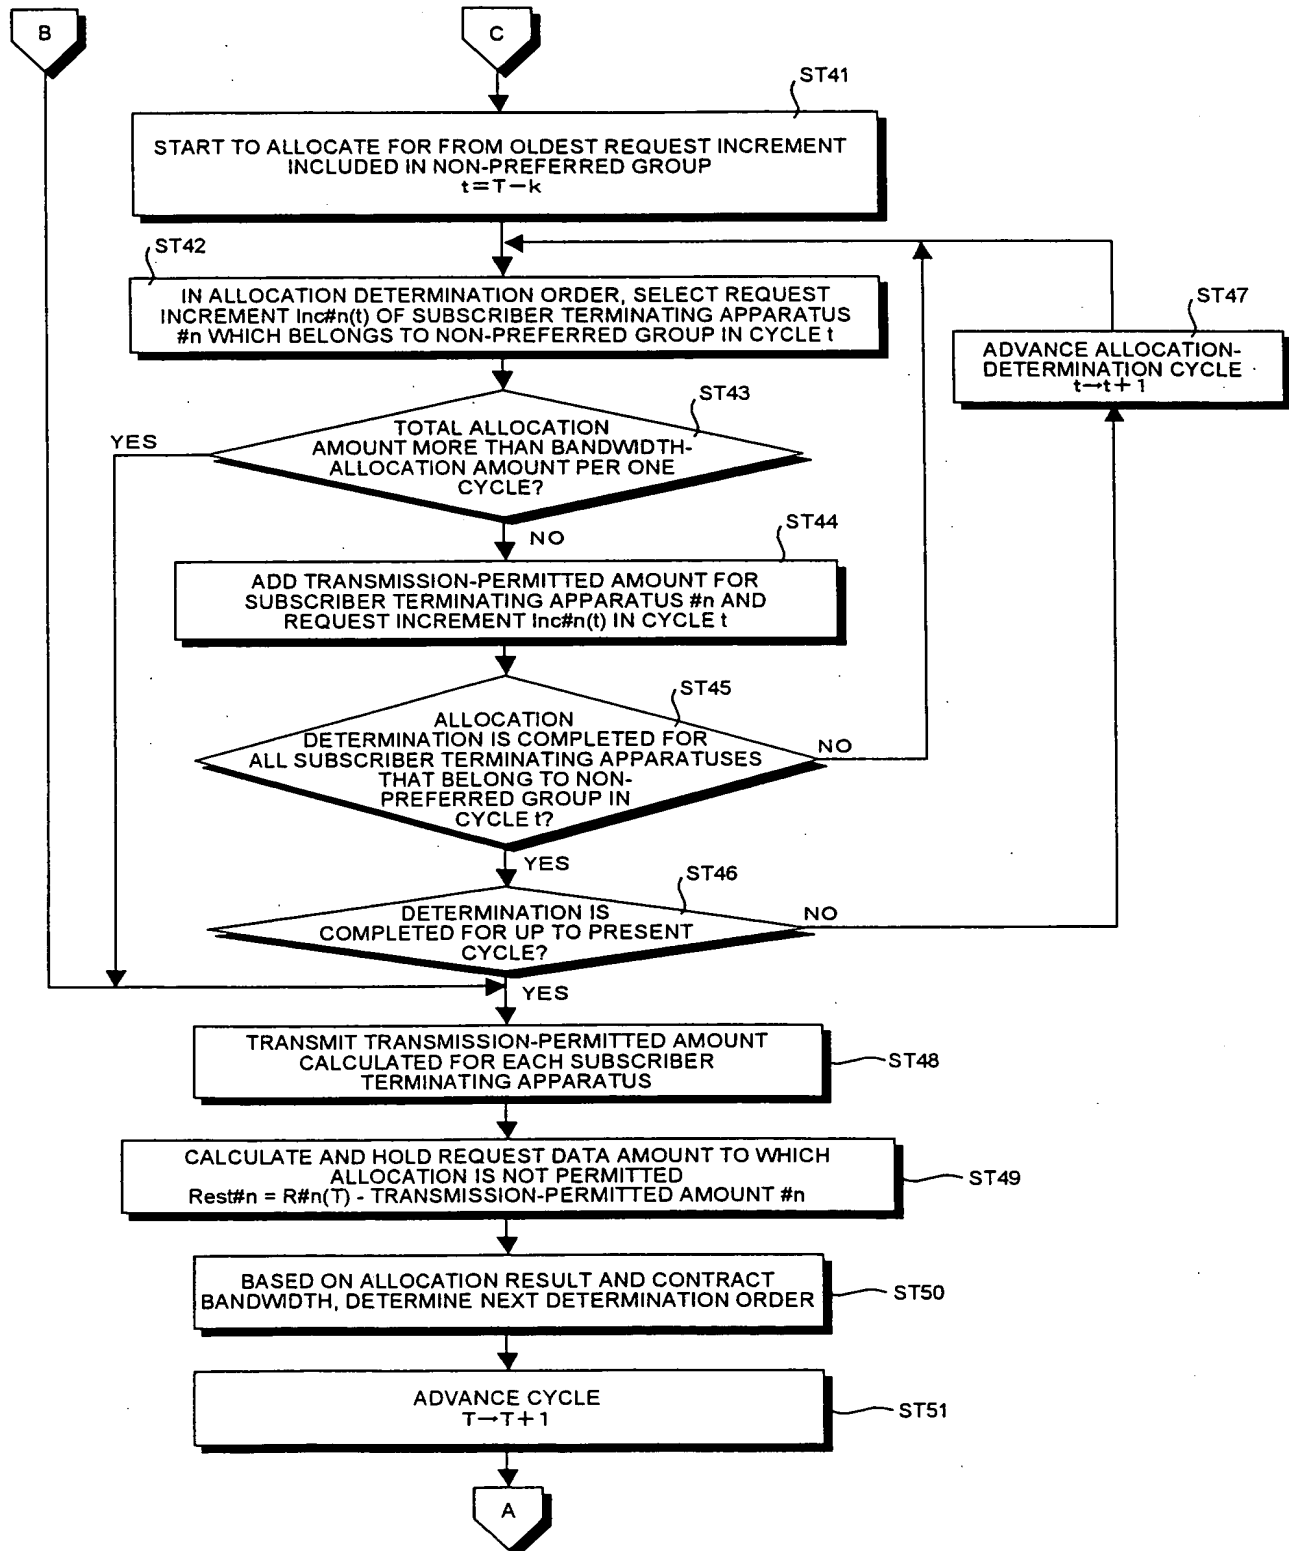 B
C
ST41
START TO ALLOCATE FOR FROM OLDEST REQUEST INCREMENT
INCLUDED IN NON-PREFERRED GROUP
t=T-k
ST42
IN ALLOCATION DETERMINATION ORDER, SELECT REQUEST
INCREMENT Inc#n(t) OF SUBSCRIBER TERMINATING APPARATUS
#n WHICH BELONGS TO NON-PREFERRED GROUP IN CYCLE t
ST47
ADVANCE ALLOCATION-
DETERMINATION CYCLE
t→t+1
ST43
YES
TOTAL ALLOCATION
AMOUNT MORE THAN BANDWIDTH-
ALLOCATION AMOUNT PER ONE
CYCLE?
NO
ST44
ADD TRANSMISSION-PERMITTED AMOUNT FOR
SUBSCRIBER TERMINATING APPARATUS #n AND
REQUEST INCREMENT Inc#n(t) IN CYCLE t
ST45
ALLOCATION
DETERMINATION IS COMPLETED FOR
ALL SUBSCRIBER TERMINATING APPARATUSES
THAT BELONG TO NON-
PREFERRED GROUP IN
CYCLE t?
NO
YES
ST46
DETERMINATION IS
COMPLETED FOR UP TO PRESENT
CYCLE?
NO
YES
TRANSMIT TRANSMISSION-PERMITTED AMOUNT
CALCULATED FOR EACH SUBSCRIBER
TERMINATING APPARATUS
ST48
CALCULATE AND HOLD REQUEST DATA AMOUNT TO WHICH
ALLOCATION IS NOT PERMITTED
Rest#n = R#n(T) - TRANSMISSION-PERMITTED AMOUNT #n
ST49
BASED ON ALLOCATION RESULT AND CONTRACT
BANDWIDTH, DETERMINE NEXT DETERMINATION ORDER
ST50
ADVANCE CYCLE
T→T+1
ST51
A